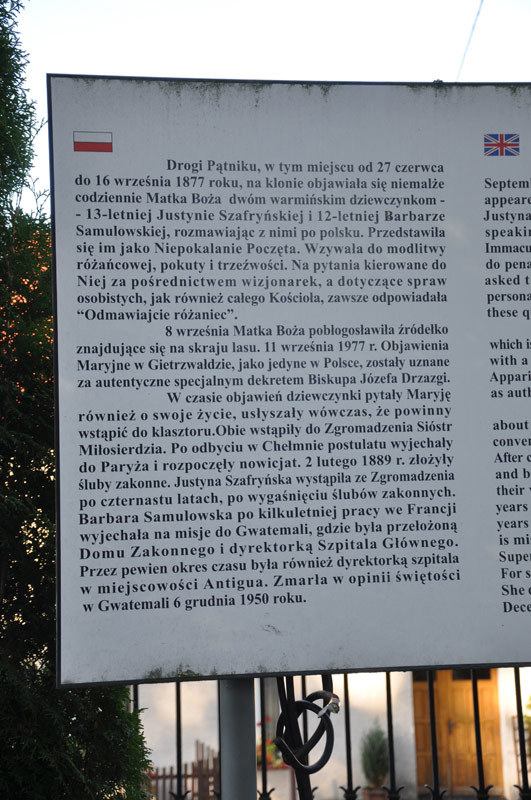 Drogi Pątniku, w tym miejscu od 27 czerwca
do 16 września 1877 roku, na klonie objawiała się niemalże
codziennie Matka Boża dwóm warmińskim dziewczynkom -
- 13-letniej Justynie Szafryńskiej i 12-letniej Barbarze
Samulowskiej, rozmawiając z nimi po polsku. Przedstawiła
się im jako Niepokalanie Poczęta. Wzywała do modlitwy
różańcowej, pokuty i trzeźwości. Na pytania kierowane do
Niej za pośrednictwem wizjonarek, a dotyczące spraw
osobistych, jak również całego Kościoła, zawsze odpowiadała
“Odmawiajcie różaniec”.
8 września Matka Boża pobłogosławiła źródełko
znajdujące się na skraju lasu. 11 września 1977 r. Objawienia
Maryjne w Gietrzwałdzie, jako jedyne w Polsce, zostały uznane
za autentyczne specjalnym dekretem Biskupa Józefa Drzazgi.
W czasie objawień dziewczynki pytały Maryję
również o swoje życie, usłyszały wówczas, że powinny
wstąpić do klasztoru.Obie wstąpiły do Zgromadzenia Sióstr
Miłosierdzia. Po odbyciu w Chełmnie postulatu wyjechały
do Paryża i rozpoczęły nowicjat. 2 lutego 1889 r. złożyły
śluby zakonne. Justyna Szafryńska wystąpiła ze Zgromadzenia
po czternastu latach, po wygaśnięciu ślubów zakonnych.
Barbara Samulowska po kilkuletniej pracy we Francji
wyjechała na misje do Gwatemali, gdzie była przełożoną
Domu Zakonnego i dyrektorką Szpitala Głównego.
Przez pewien okres czasu była również dyrektorką szpitala
w miejscowości Antigua. Zmarła w opinii świętości
w Gwatemali 6 grudnia 1950 roku.
Septem
appeare
Justyna
speakin
Immacu
do pena
asked t
persona
these q
which is
with a
Appari
as auth
about
conven
After c
and b
their
years
years
is mi
Supe
For s
She d
Dece